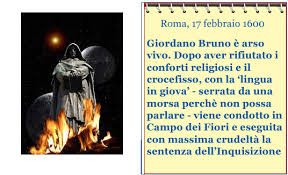 Roma, 17 febbraio 1600
Giordano Bruno è arso
vivo. Dopo aver rifiutato i
conforti religiosi e il
crocefisso, con la ‘lingua
in giova’ - serrata da una
morsa perchè non possa
parlare - viene condotto in
Campo dei Fiori e eseguita
con massima crudeltà la
sentenza dell’Inquisizione